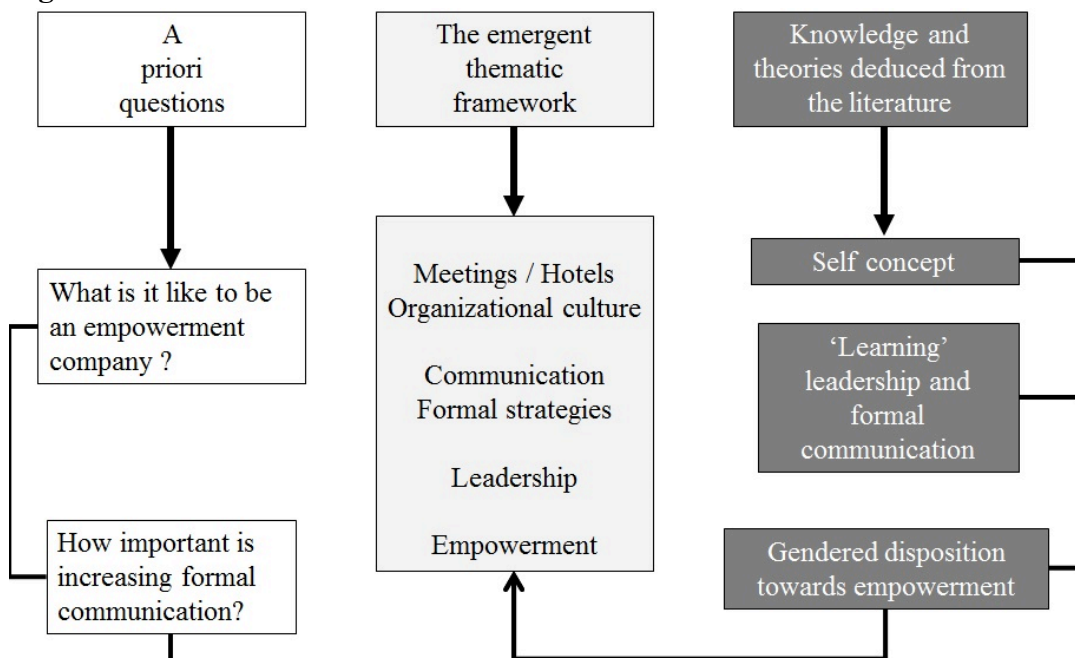 A
priori
questions
The emergent
thematic
framework
Knowledge and
theories deduced from
the literature
What is it like to be
an empowerment
company ?
How important is
increasing formal
communication?
Meetings / Hotels
Organizational culture
Communication
Formal strategies
Leadership
Empowerment
Self concept
‘Learning’
leadership and
formal
communication
Gendered disposition
towards empowerment